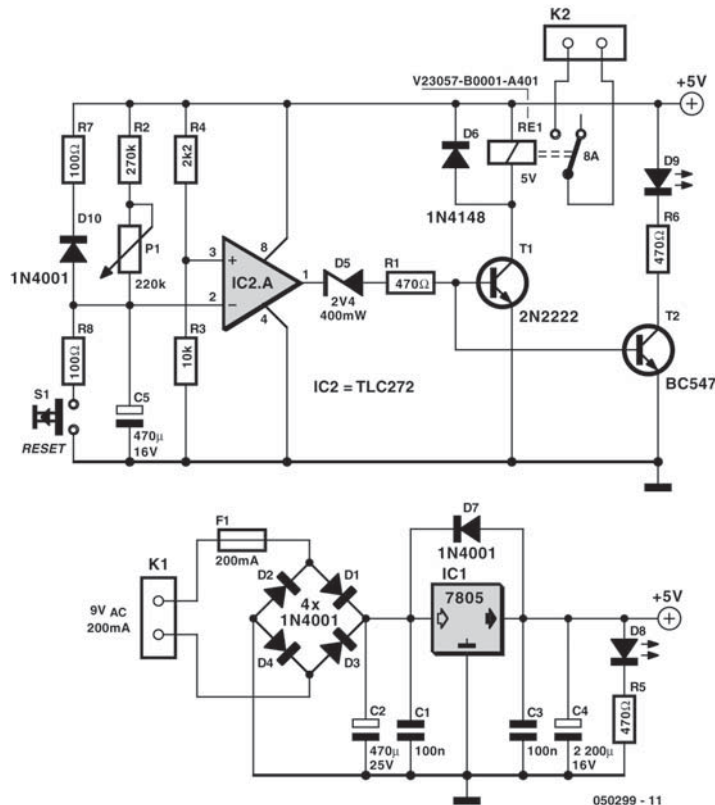 K2
V23057-B0001-A401
+5V
R7
R2
R4
D6
RE1
100Ω
270k
2k2
8A
D9
5V
D10
1N4148
R6
P1
8
470Ω
1N4001
3
+
IC2.A
1
D5
R1
T1
220k
2
–
2V4
470Ω
400mW
4
2N2222
T2
R8
R3
100Ω
10k
S1
C5
IC2 = TLC272
BC547
RESET
470μ
16V
D7
F1
1N4001
K1
200mA
IC1
D2
D1
7805
+5V
9V AC
4x
200mA
1N4001
D8
D4
D3
R5
C2
C1
C3
C4
470Ω
470μ
100n
100n
2 200μ
25V
16V
050299 - 11